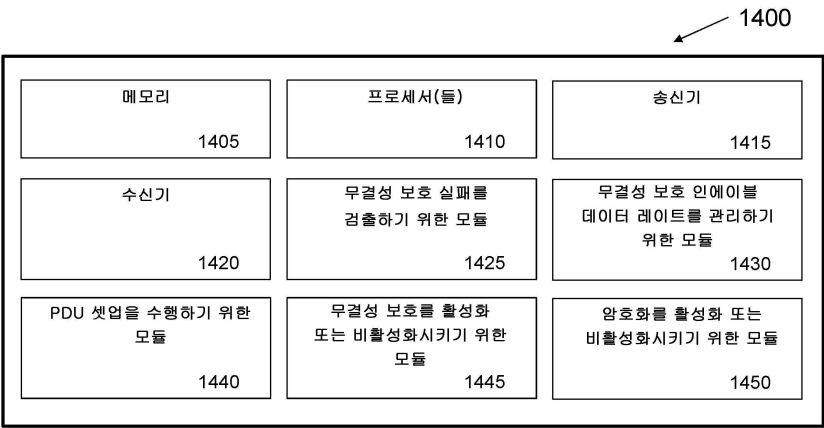 1400
메모리
1405
프로세서(들)
1410
송신기
1415
수신기
1420
무결성 보호 실패를
검출하기 위한 모듈
1425
무결성 보호 인에이블
데이터 레이트를 관리하기
위한 모듈
1430
PDU 셋업을 수행하기 위한
모듈
1440
무결성 보호를 활성화
또는 비활성화시키기 위한
모듈
1445
암호화를 활성화 또는
비활성화시키기 위한 모듈
1450